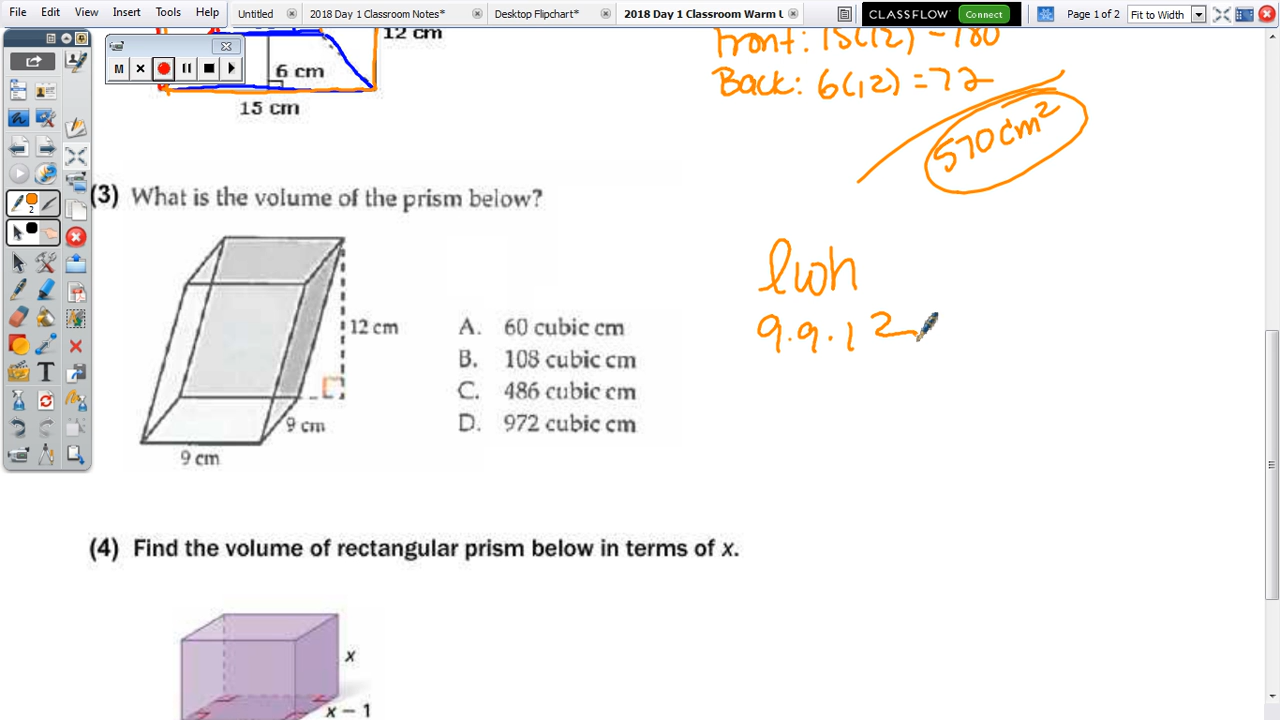 File Edit View Insert Tools Help
Untitled
2018 Day 1 Classroom Notes*
Desktop Flipchart*
2018 Day 1 Classroom Warm U
CLASSFLOW
Connect
Page 1 of 2
Fit to Width
M
12 cm
6 cm
15 cm
Front: 15(12) = 180
Back: 6(12) = 72
570 cm²
2
T
(3) What is the volume of the prism below?
12 cm
9 cm
9 cm
A. 60 cubic cm
B. 108 cubic cm
C. 486 cubic cm
D. 972 cubic cm
lwh
9·9·12
(4) Find the volume of rectangular prism below in terms of x.
x
x − 1